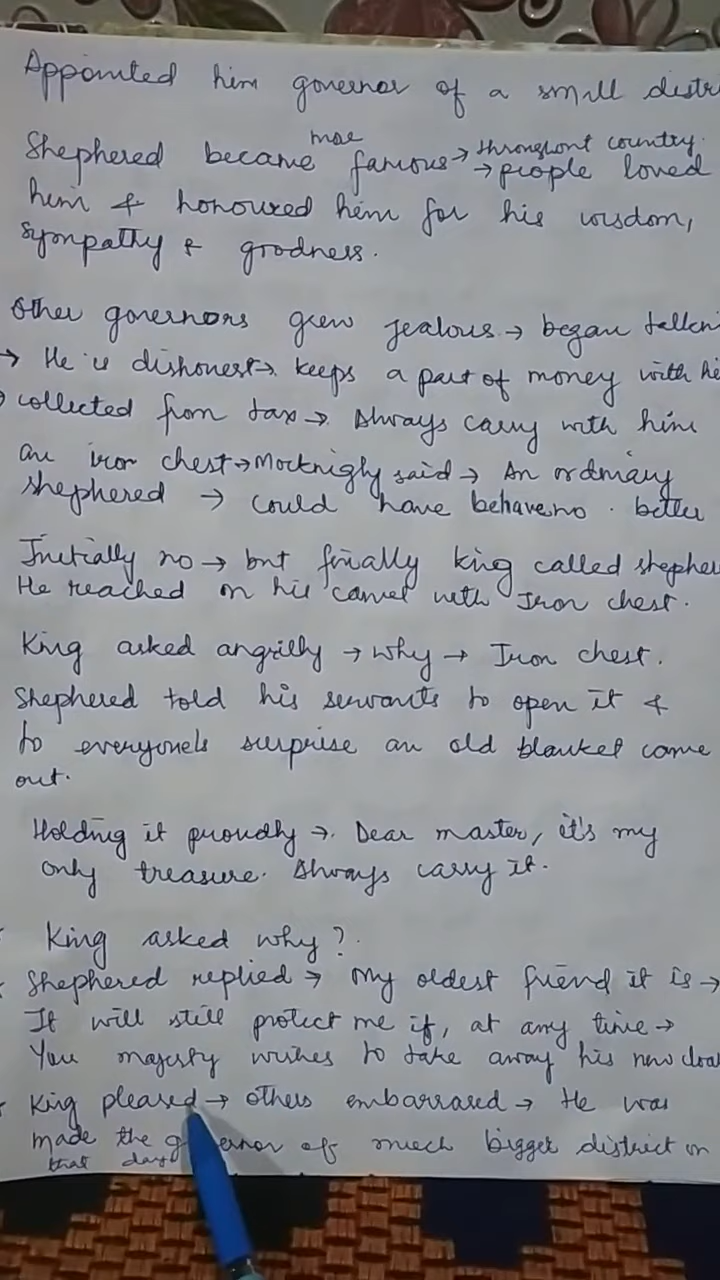 Appointed him governor of a small distr
more
Shephered became famous → throughout country.
→ people loved
him & honoured him for his wisdom,
sympathy & goodness.
Other governors grew jealous → began talkin
→ He is dishonest → keeps a part of money with hi
collected from tax → Always carry with him
an iron chest → Mockingly said → An ordinary
shephered → could have behave no . better
Initially no → but finally king called shepher
He reached on his camel with Iron chest.
King asked angrilly → why → Iron chest.
Shephered told his servants to open it &
to everyone's surprise an old blanket came
out.
Holding it proudly → Dear master, it's my
only treasure. Always carry it.
King asked why?
Shephered replied → My oldest friend it is →
It will still protect me if, at any time →
You majesty wishes to take away his new cloa
King pleased → others embarrased → He was
made the governor of much bigger district on
that day